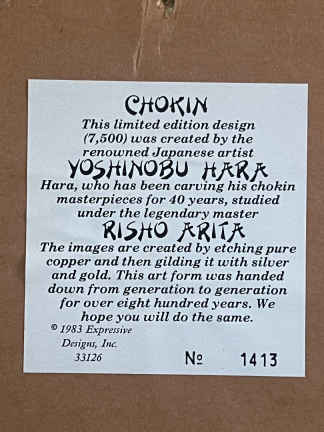 CHOKIN
This limited edition design
(7,500) was created by the
renowned Japanese artist
YOSHINOBU HARA
Hara, who has been carving his chokin
masterpieces for 40 years, studied
under the legendary master
RISHO ARITA
The images are created by etching pure
copper and then gilding it with silver
and gold. This art form was handed
down from generation to generation
for over eight hundred years. We
hope you will do the same.
© 1983 Expressive
Designs, Inc.
33126
No 1413